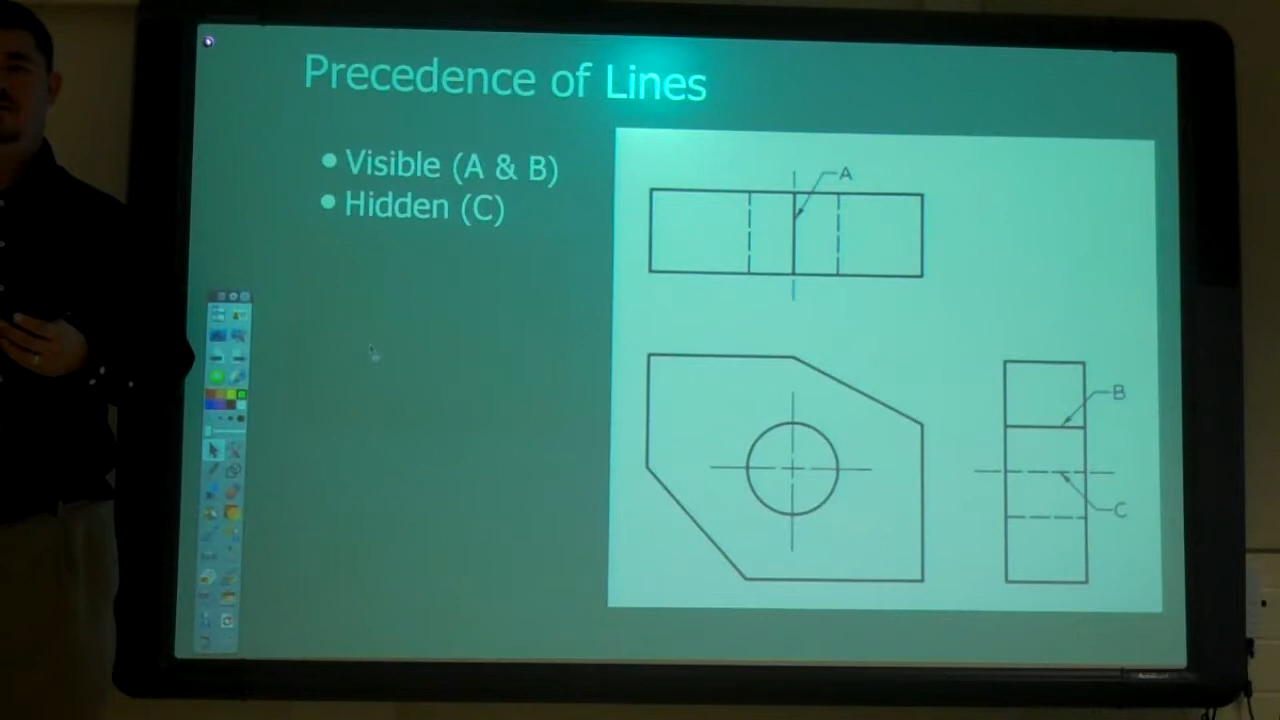 Precedence of Lines
• Visible (A & B)
• Hidden (C)
A
B
C